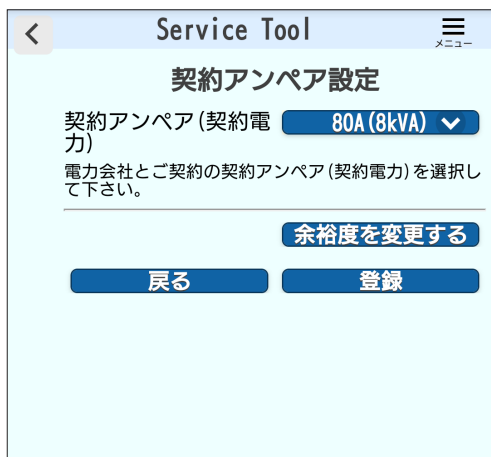 Service Tool
メニュー
契約アンペア設定
契約アンペア(契約電
力)
80A(8kVA)
電力会社とご契約の契約アンペア(契約電力)を選択し
て下さい。
余裕度を変更する
戻る
登録